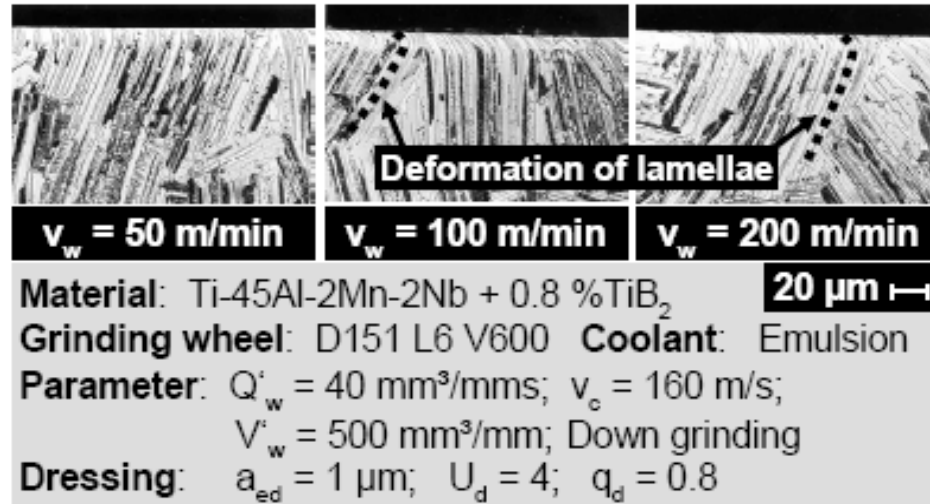 Deformation of lamellae
v_w = 50 m/min
v_w = 100 m/min
v_w = 200 m/min
Material: Ti-45Al-2Mn-2Nb + 0.8 %TiB₂
20 µm
Grinding wheel: D151 L6 V600 Coolant: Emulsion
Parameter: Q‘_w = 40 mm³/mms; v_c = 160 m/s;
V‘_w = 500 mm³/mm; Down grinding
Dressing: a_ed = 1 µm; U_d = 4; q_d = 0.8